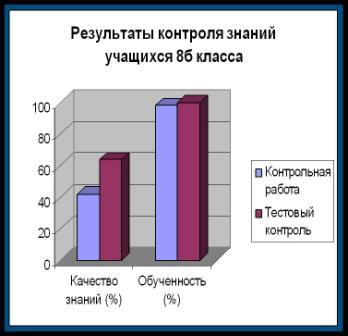 Результаты контроля знаний
учащихся 8б класса
100
80
60
40
20
0
Качество
знаний (%)
Обученность
(%)
Контрольная
работа
Тестовый
контроль